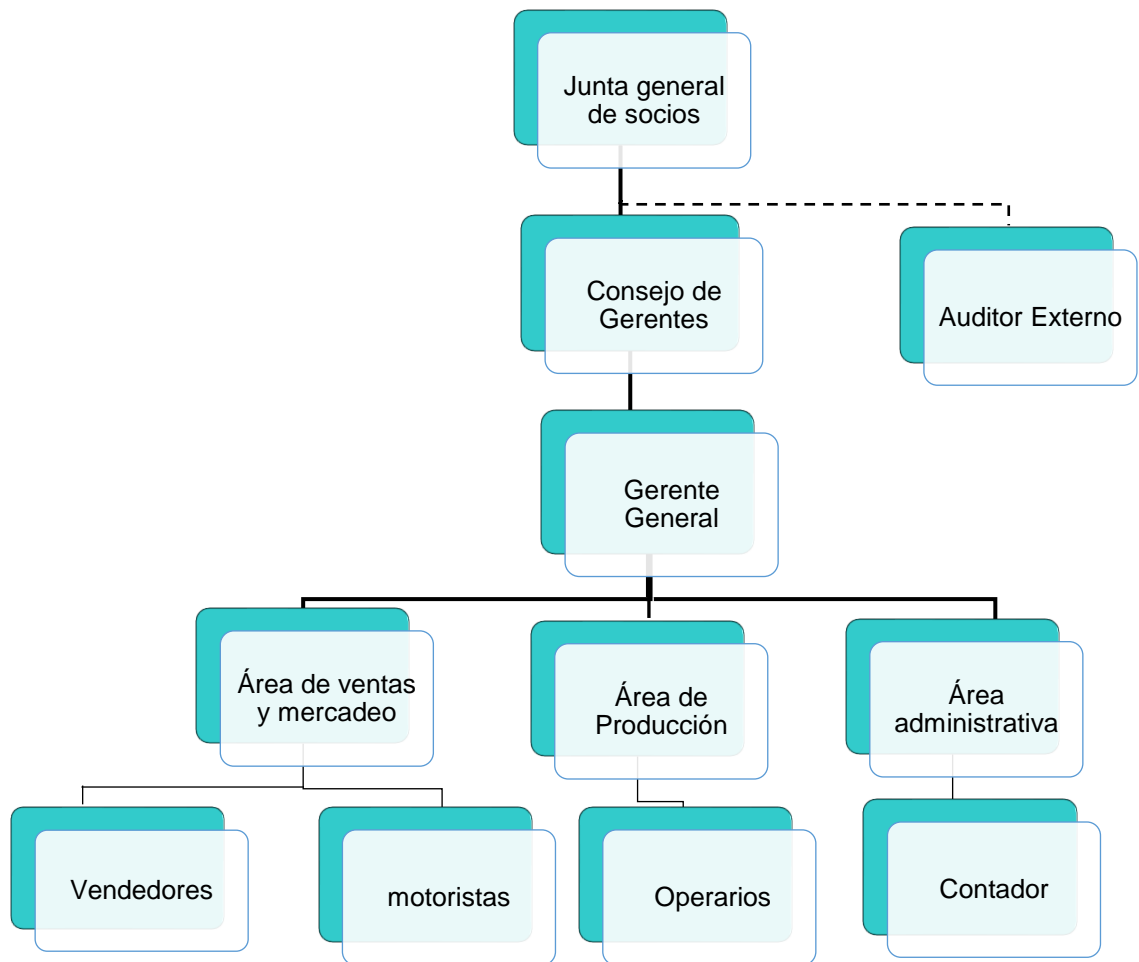 Junta general
de socios
Consejo de
Gerentes
Auditor Externo
Gerente
General
Área de ventas
y mercadeo
Área de
Producción
Área
administrativa
Vendedores
motoristas
Operarios
Contador